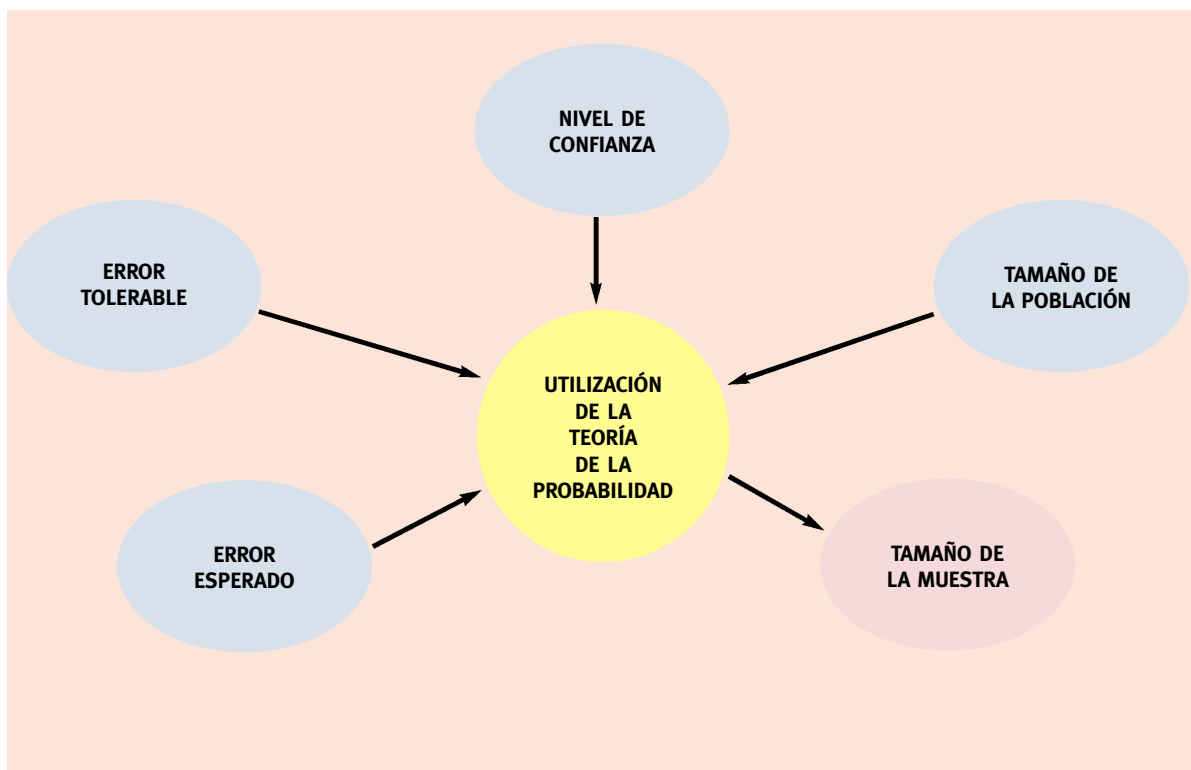 NIVEL DE
CONFIANZA
ERROR
TOLERABLE
TAMAÑO DE
LA POBLACIÓN
UTILIZACIÓN
DE LA
TEORÍA
DE LA
PROBABILIDAD
ERROR
ESPERADO
TAMAÑO DE
LA MUESTRA